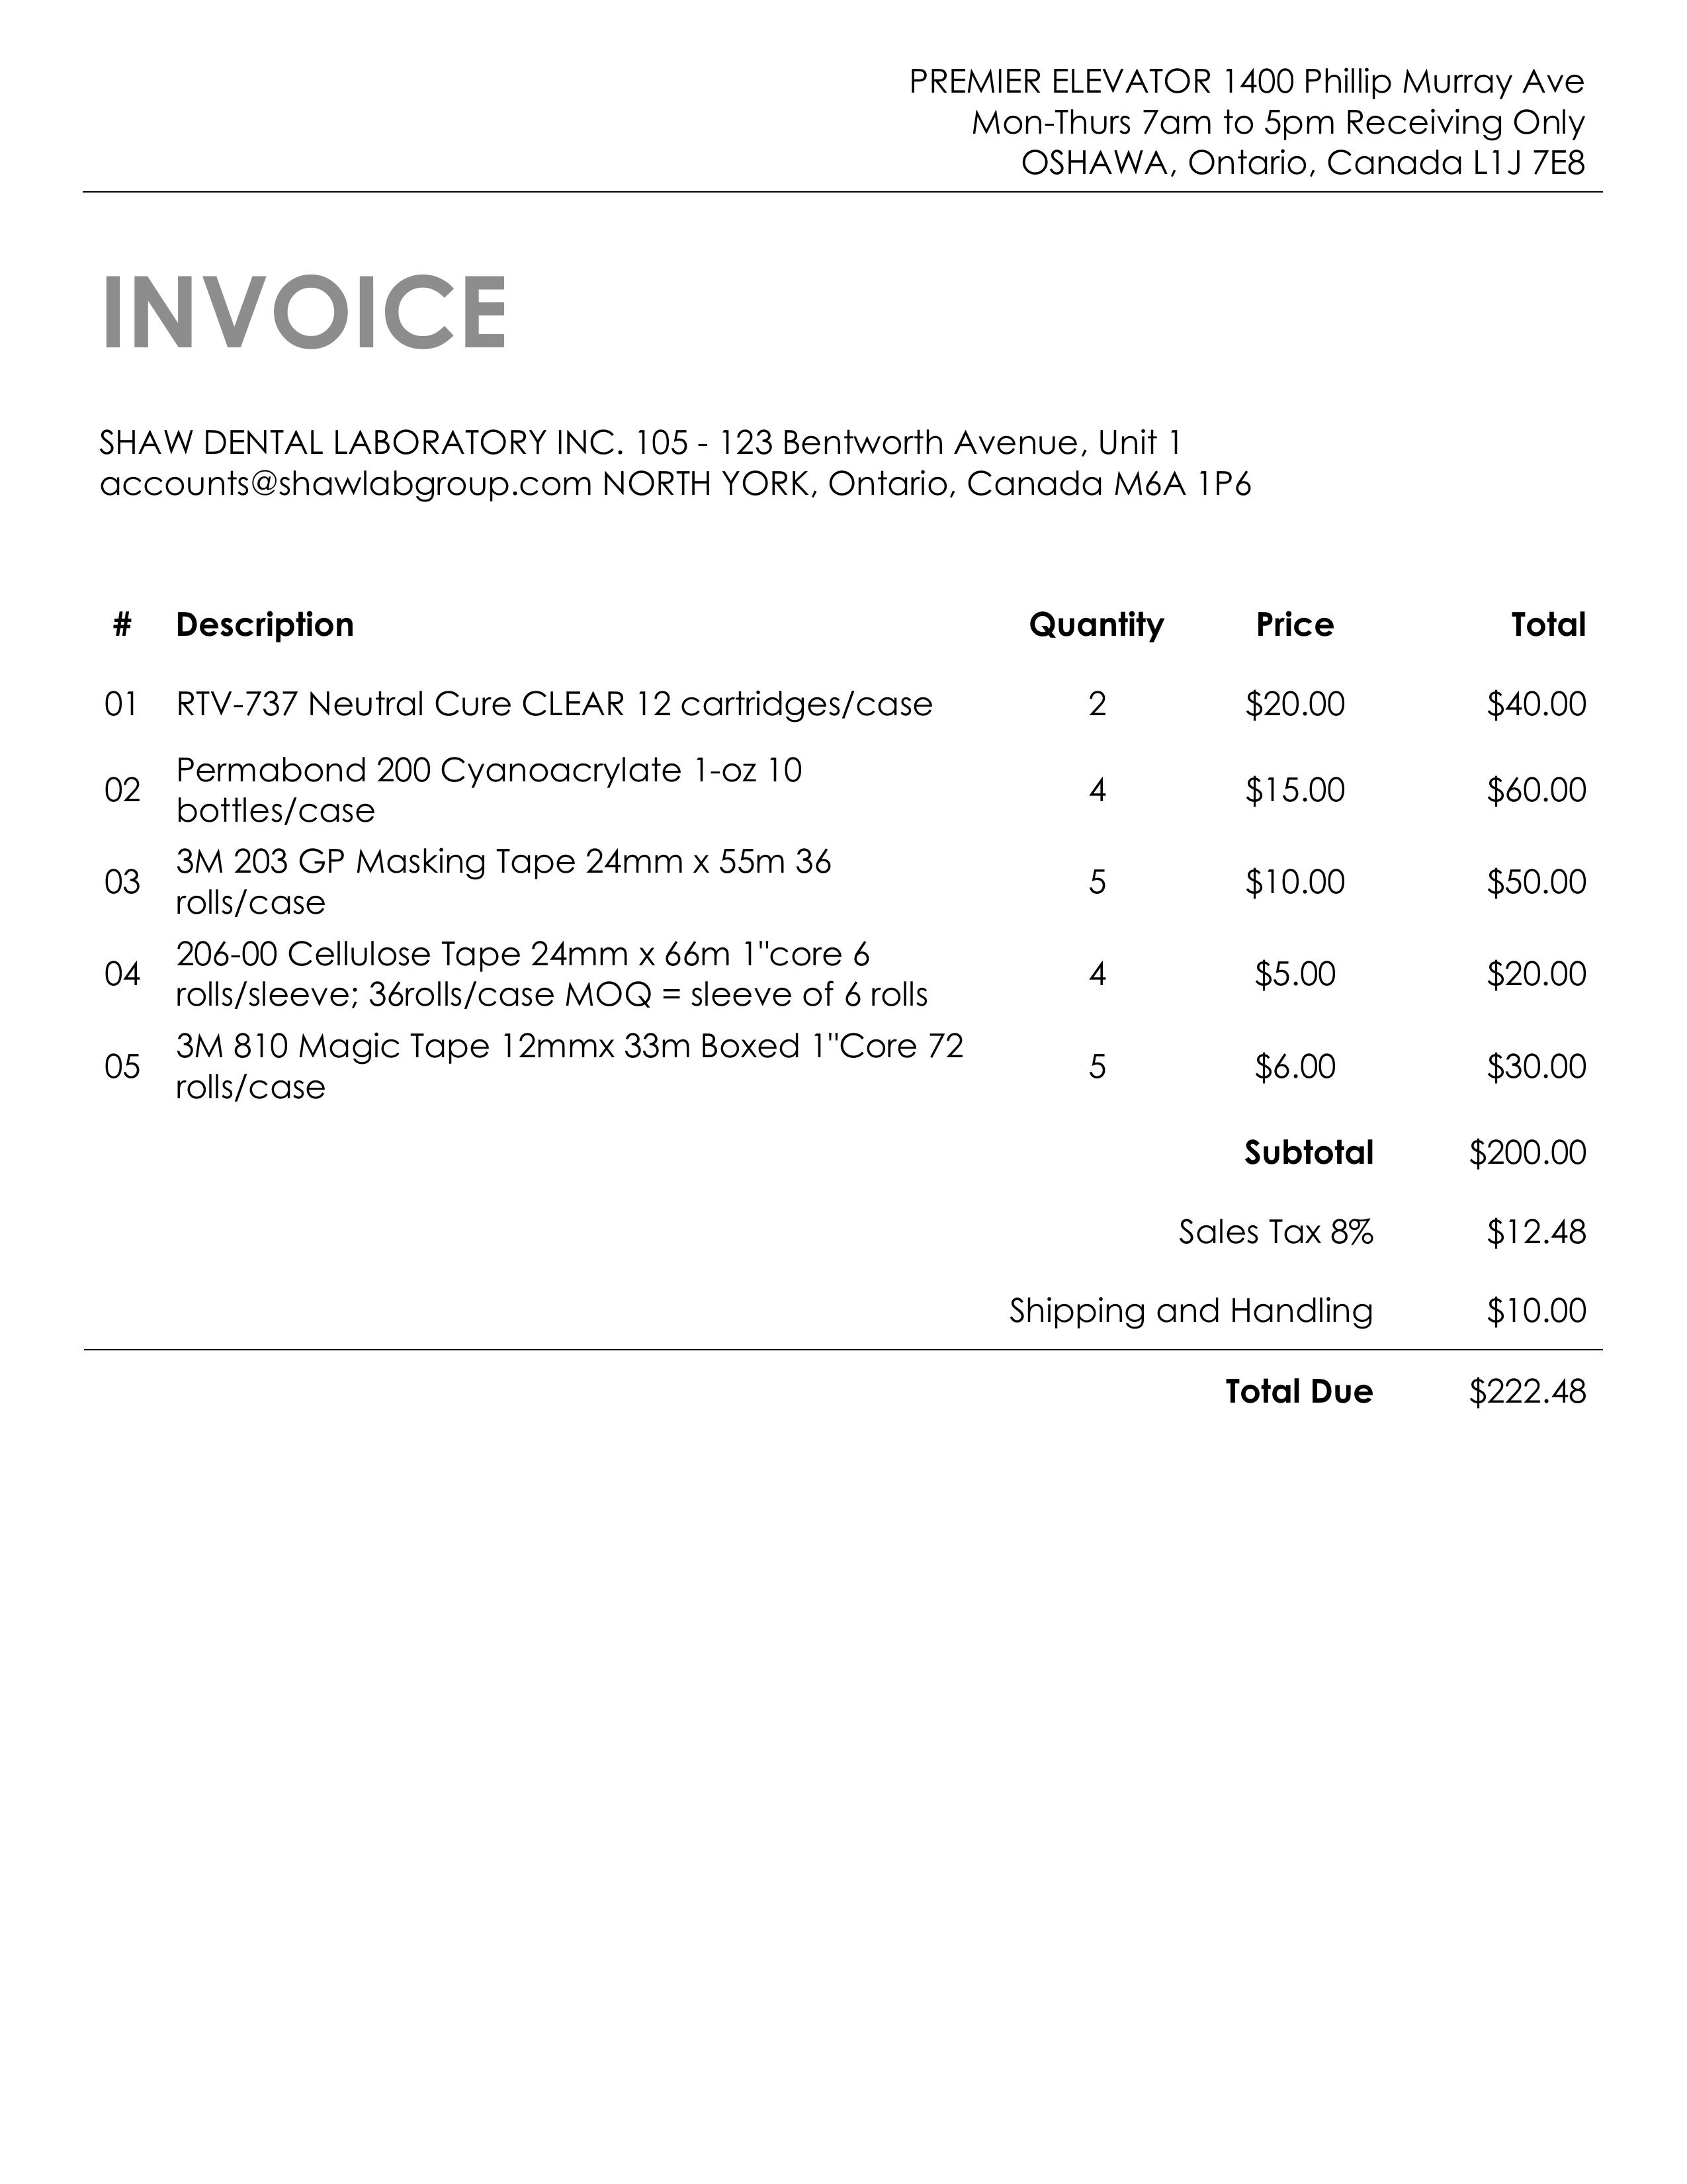 PREMIER ELEVATOR 1400 Phillip Murray Ave
Mon-Thurs 7am to 5pm Receiving Only
OSHAWA, Ontario, Canada L1J 7E8
INVOICE
SHAW DENTAL LABORATORY INC. 105 - 123 Bentworth Avenue, Unit 1
accounts@shawlabgroup.com NORTH YORK, Ontario, Canada M6A 1P6
# Description Quantity Price Total
01 RTV-737 Neutral Cure CLEAR 12 cartridges/case 2 $20.00 $40.00
02 Permabond 200 Cyanoacrylate 1-oz 10
bottles/case 4 $15.00 $60.00
03 3M 203 GP Masking Tape 24mm x 55m 36
rolls/case 5 $10.00 $50.00
04 206-00 Cellulose Tape 24mm x 66m 1"core 6
rolls/sleeve; 36rolls/case MOQ = sleeve of 6 rolls 4 $5.00 $20.00
05 3M 810 Magic Tape 12mmx 33m Boxed 1"Core 72
rolls/case 5 $6.00 $30.00
Subtotal $200.00
Sales Tax 8% $12.48
Shipping and Handling $10.00
Total Due $222.48